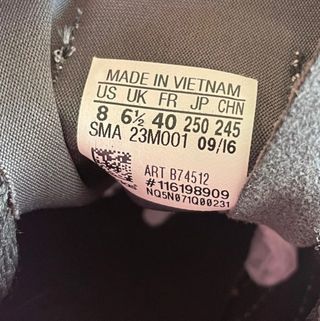 MADE IN VIETNAM
US UK FR JP CHN
8 6½ 40 250 245
SMA 23M001 09/16
ART B74512
#116198909
NQ5N071Q00231